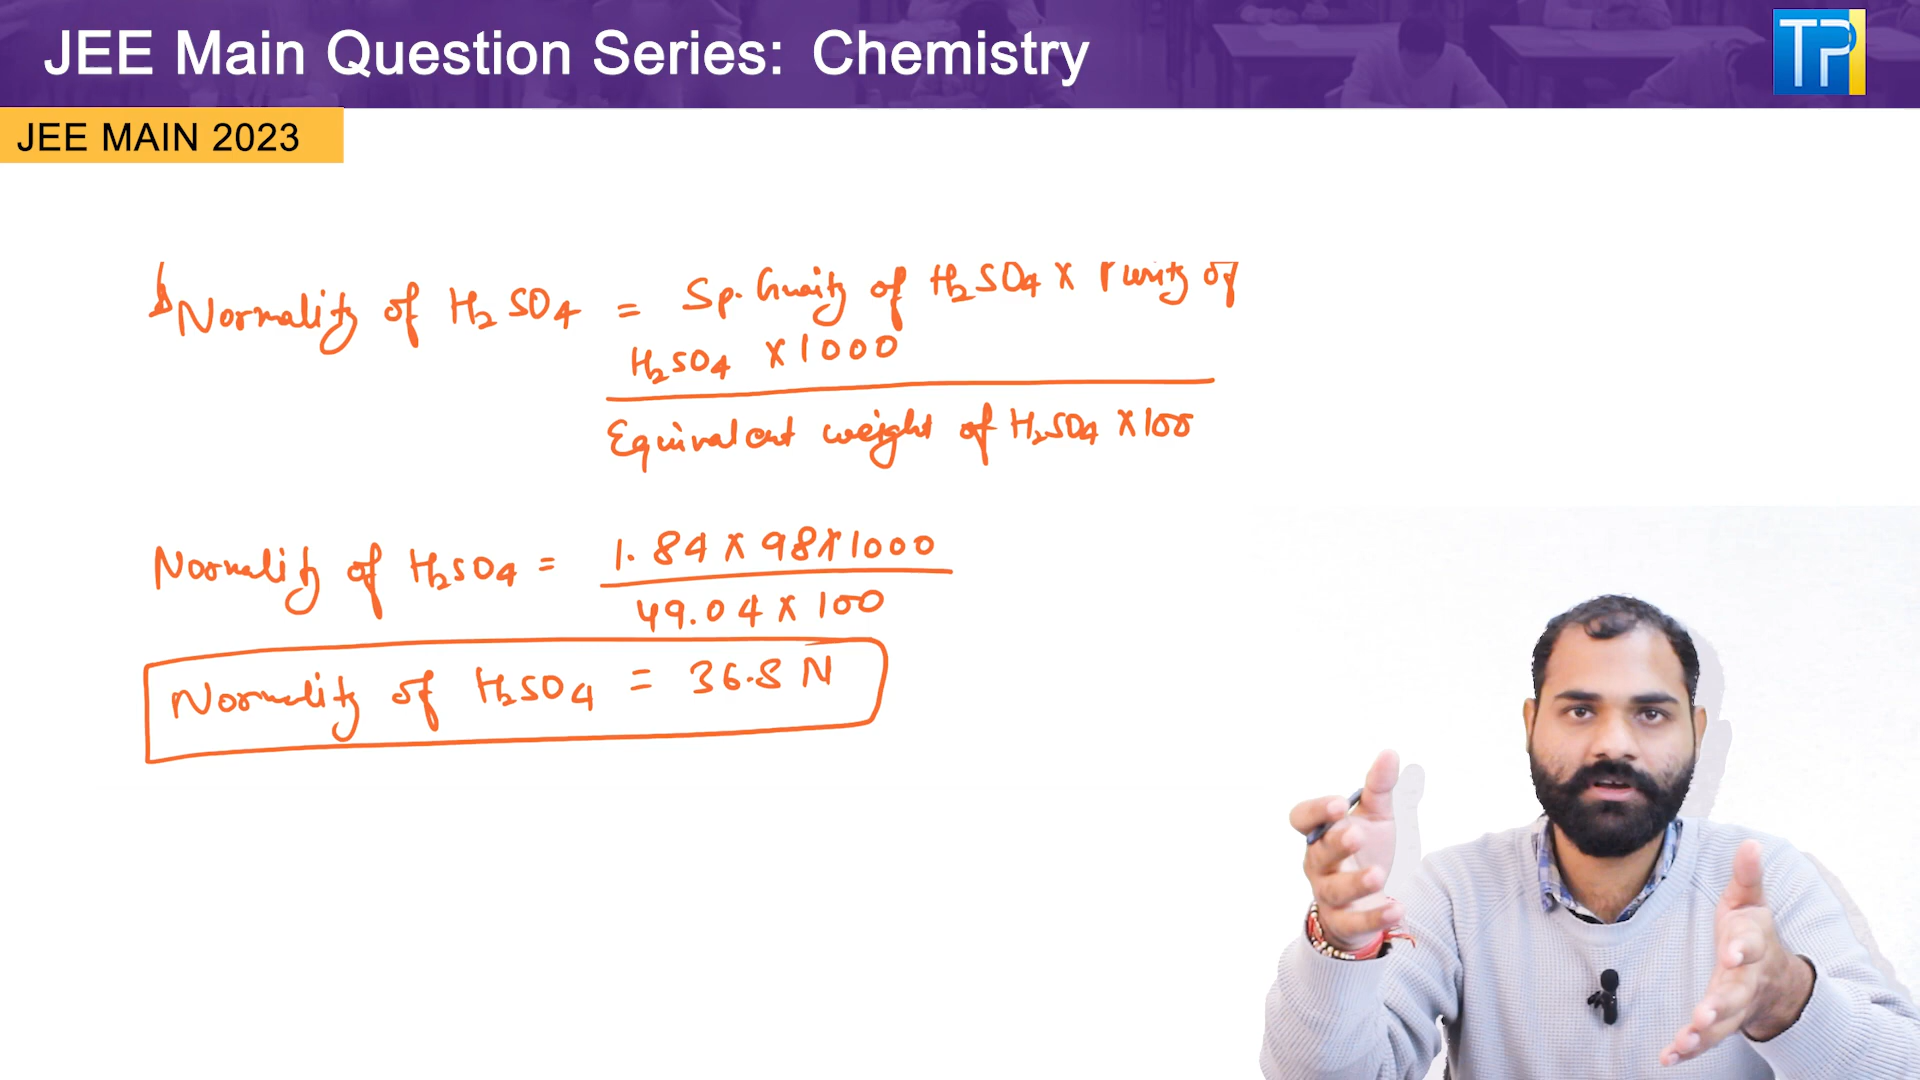 JEE Main Question Series: Chemistry
TP
JEE MAIN 2023
Normality of H₂SO₄ = Sp. Gravity of H₂SO₄ × Purity of
H₂SO₄ × 1000
Equivalent weight of H₂SO₄ × 100
Normality of H₂SO₄ = 1.84 × 98 × 1000
49.04 × 100
Normality of H₂SO₄ = 36.8 N